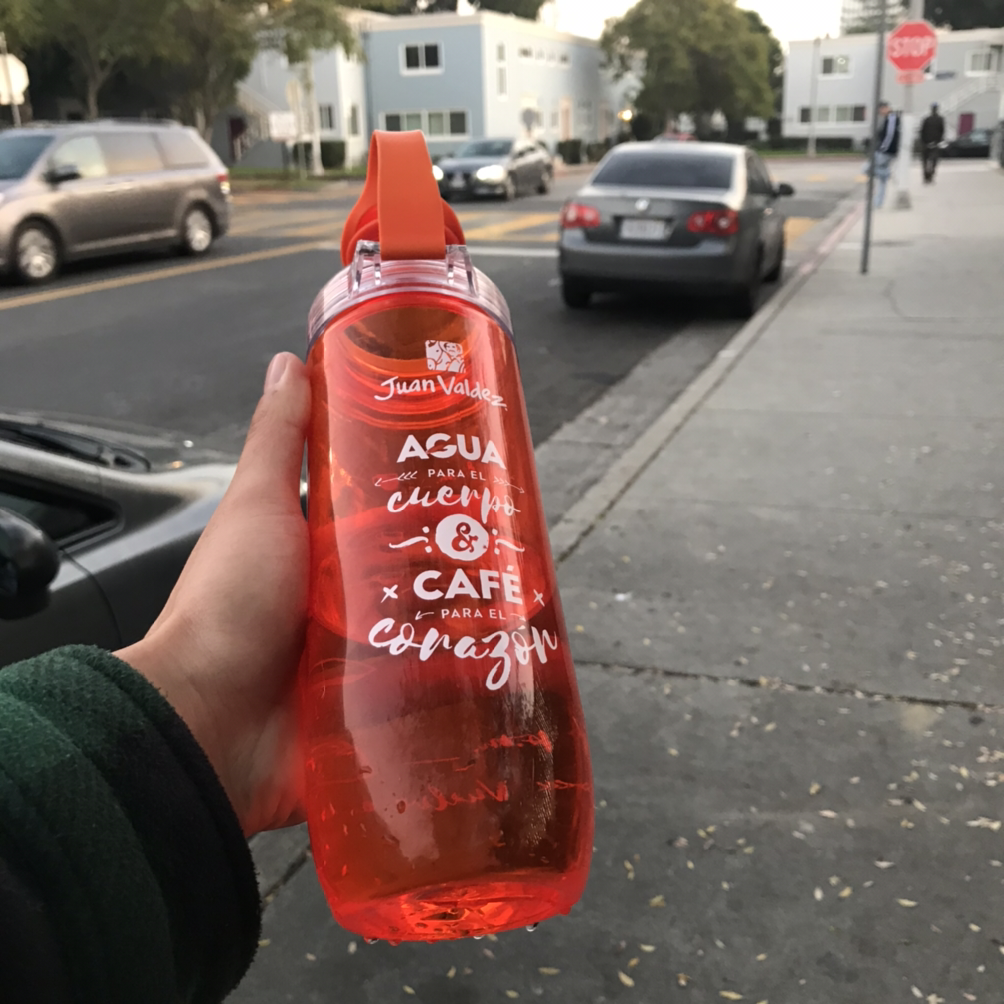 STOP
Juan Valdez
AGUA
PARA EL
cuerpo
&
CAFÉ
PARA EL
corazón